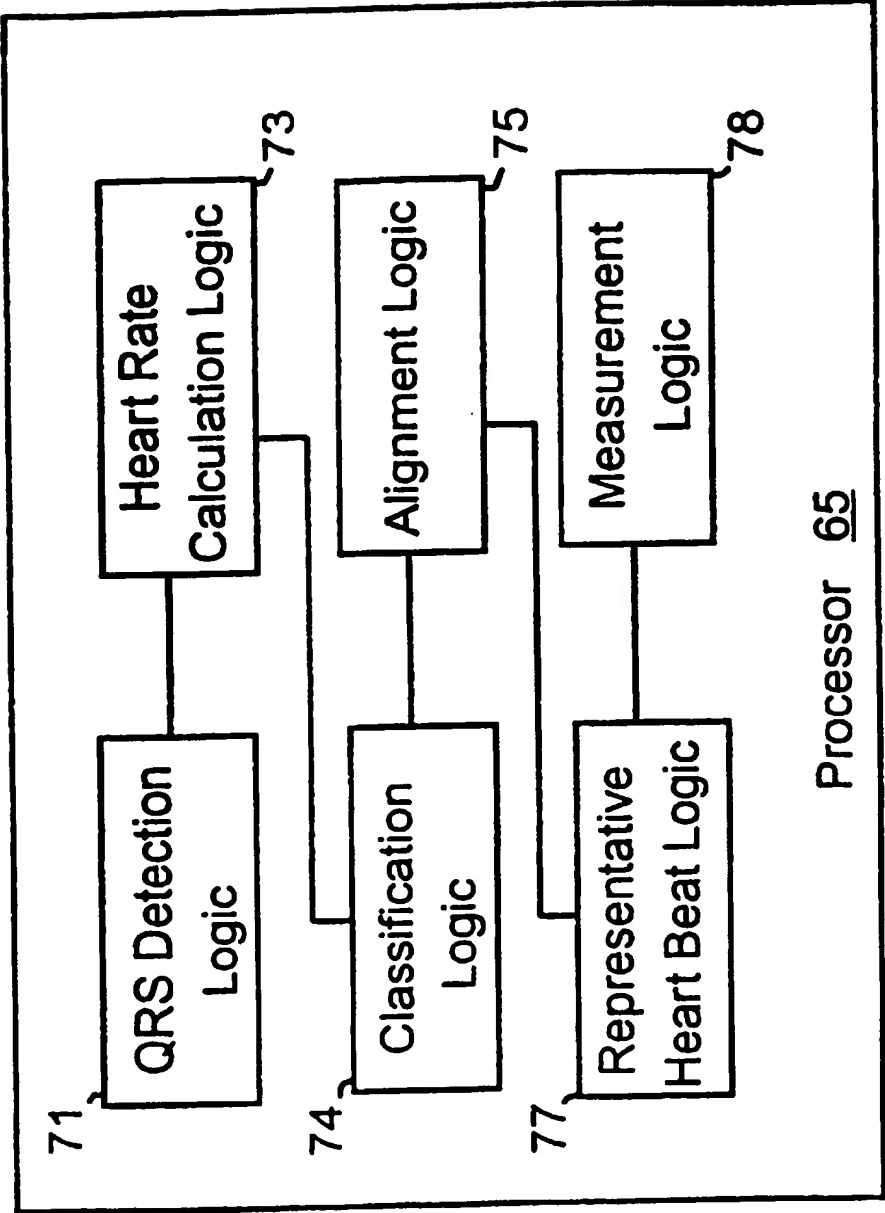 71
QRS Detection
Logic
Heart Rate
Calculation Logic
73
74
Classification
Logic
Alignment Logic
75
77
Representative
Heart Beat Logic
Measurement
Logic
78
Processor 65